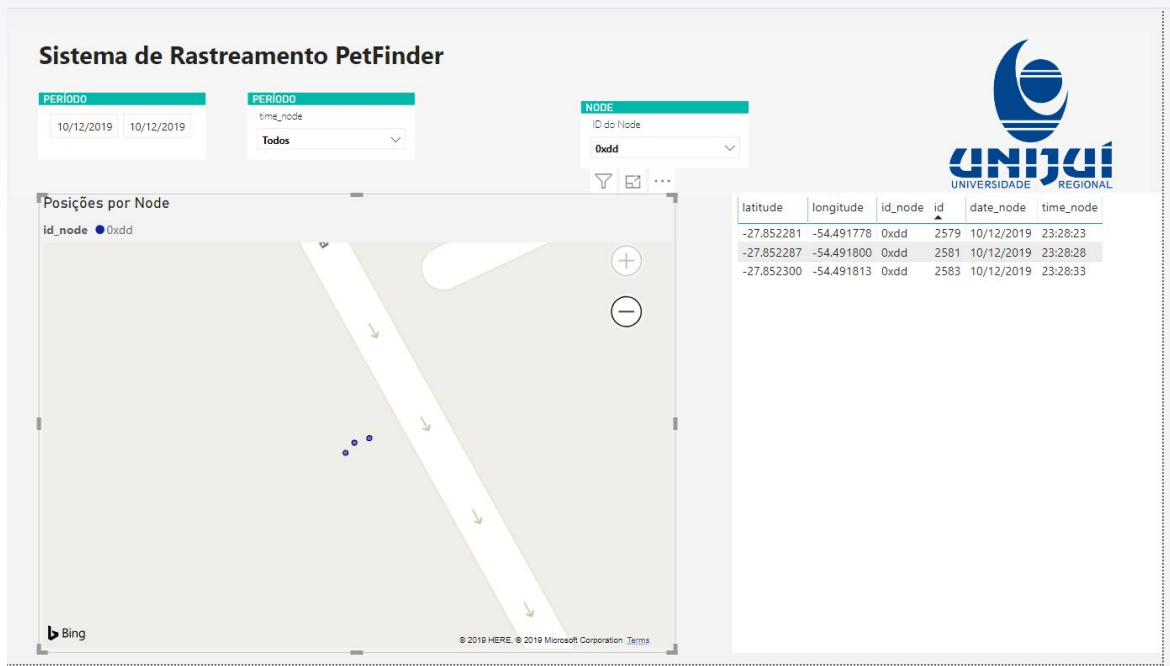 Sistema de Rastreamento PetFinder
PERÍODO
10/12/2019 10/12/2019
PERÍODO
time_node
Todos
NODE
ID do Node
0xdd
UNIJUÍ
UNIVERSIDADE REGIONAL
Posições por Node
id_node 0xdd
Bing
© 2019 HERE, © 2019 Microsoft Corporation Terms
latitude longitude id_node id date_node time_node
-27.852281 -54.491778 0xdd 2579 10/12/2019 23:28:23
-27.852287 -54.491800 0xdd 2581 10/12/2019 23:28:28
-27.852300 -54.491813 0xdd 2583 10/12/2019 23:28:33